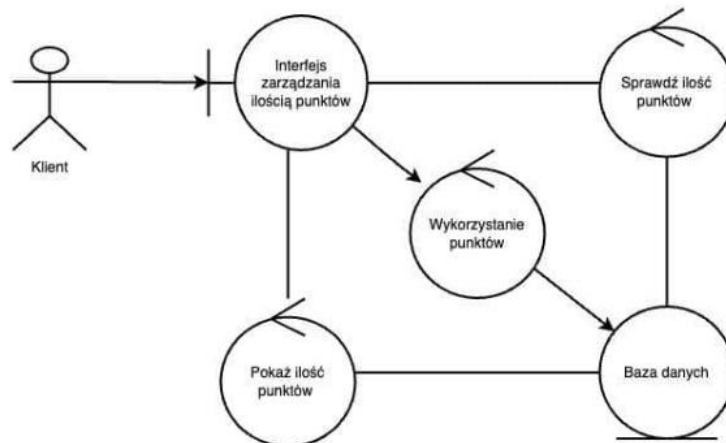 Interfejs
zarządzania
ilością punktów
Sprawdź ilość
punktów
Klient
Wykorzystanie
punktów
Pokaż ilość
punktów
Baza danych